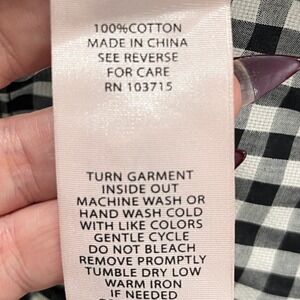 100%COTTON
MADE IN CHINA
SEE REVERSE
FOR CARE
RN 103715
TURN GARMENT
INSIDE OUT
MACHINE WASH OR
HAND WASH COLD
WITH LIKE COLORS
GENTLE CYCLE
DO NOT BLEACH
REMOVE PROMPTLY
TUMBLE DRY LOW
WARM IRON
IF NEEDED